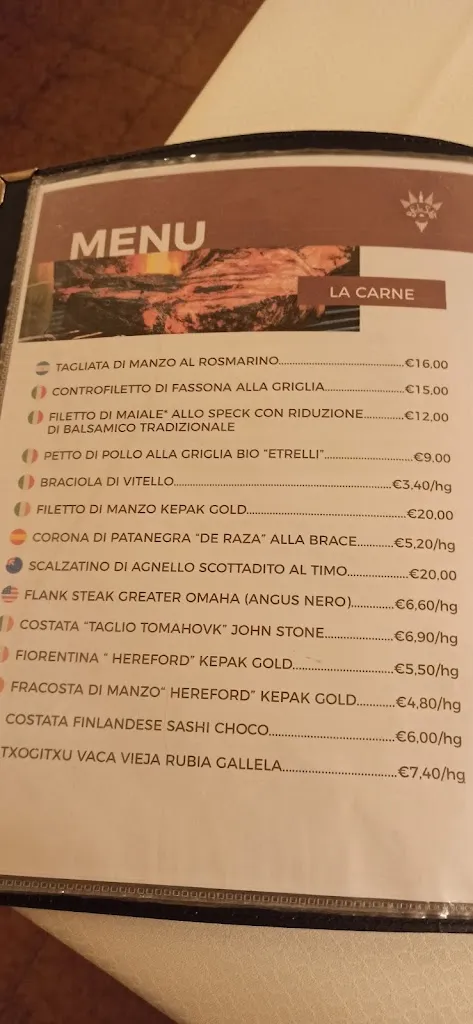 MENU
LA CARNE
TAGLIATA DI MANZO AL ROSMARINO..........€16,00
CONTROFILETTO DI FASSONA ALLA GRIGLIA..........€15,00
FILETTO DI MAIALE* ALLO SPECK CON RIDUZIONE..........€12,00
DI BALSAMICO TRADIZIONALE
PETTO DI POLLO ALLA GRIGLIA BIO "ETRELLI"..........€9,00
BRACIOLA DI VITELLO..........€3,40/hg
FILETTO DI MANZO KEPAK GOLD..........€20,00
CORONA DI PATANEGRA "DE RAZA" ALLA BRACE..........€5,20/hg
SCALZATINO DI AGNELLO SCOTTADITO AL TIMO..........€20,00
FLANK STEAK GREATER OMAHA (ANGUS NERO)..........€6,60/hg
COSTATA "TAGLIO TOMAHOVK" JOHN STONE..........€6,90/hg
FIORENTINA " HEREFORD" KEPAK GOLD..........€5,50/hg
FRACOSTA DI MANZO" HEREFORD" KEPAK GOLD..........€4,80/hg
COSTATA FINLANDESE SASHI CHOCO..........€6,00/hg
TXOGITXU VACA VIEJA RUBIA GALLELA..........€7,40/hg